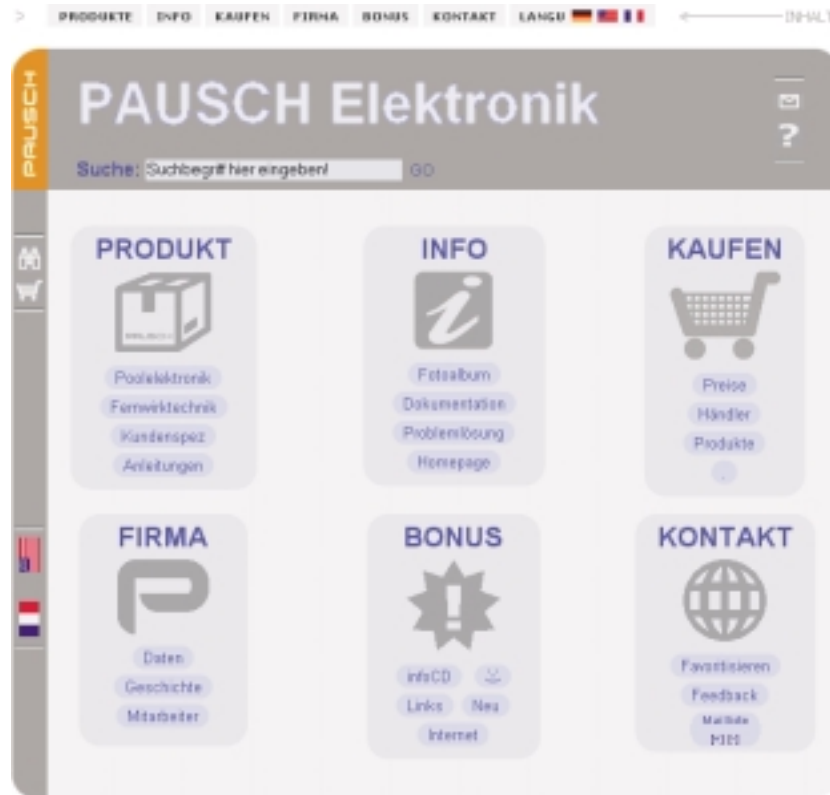 PRODUKTE INFO KAUFEN FIRMA BONUS KONTAKT LANGU INHALT
PAUSCH
PAUSCH Elektronik
?
Suche: Suchbegriff hier eingeben! GO
PRODUKT
PAUSCH
Poolelektronik
Fernwirktechnik
Kundenspez
Anleitungen
INFO
i
Fotoalbum
Dokumentation
Problemlösung
Homepage
KAUFEN
Preise
Händler
Produkte
.
FIRMA
P
Daten
Geschichte
Mitarbeiter
BONUS
!
infoCD
Links Neu
Internet
KONTAKT
Favoritisieren
Feedback